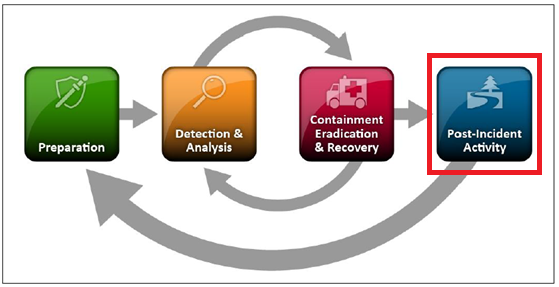 Preparation
Detection &
Analysis
Containment
Eradication
& Recovery
Post-Incident
Activity